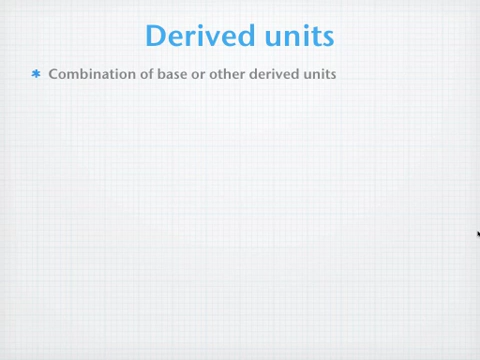 Derived units
* Combination of base or other derived units